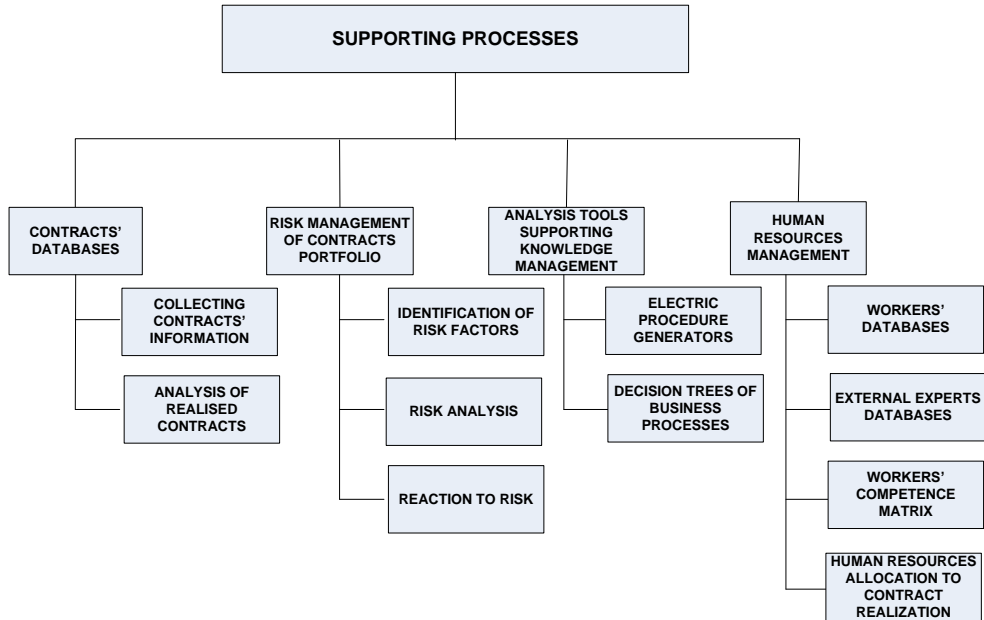 SUPPORTING PROCESSES
CONTRACTS'
DATABASES
RISK MANAGEMENT
OF CONTRACTS
PORTFOLIO
ANALYSIS TOOLS
SUPPORTING
KNOWLEDGE
MANAGEMENT
HUMAN
RESOURCES
MANAGEMENT
COLLECTING
CONTRACTS'
INFORMATION
ANALYSIS OF
REALISED
CONTRACTS
IDENTIFICATION OF
RISK FACTORS
RISK ANALYSIS
REACTION TO RISK
ELECTRIC
PROCEDURE
GENERATORS
DECISION TREES OF
BUSINESS
PROCESSES
WORKERS'
DATABASES
EXTERNAL EXPERTS
DATABASES
WORKERS'
COMPETENCE
MATRIX
HUMAN RESOURCES
ALLOCATION TO
CONTRACT
REALIZATION